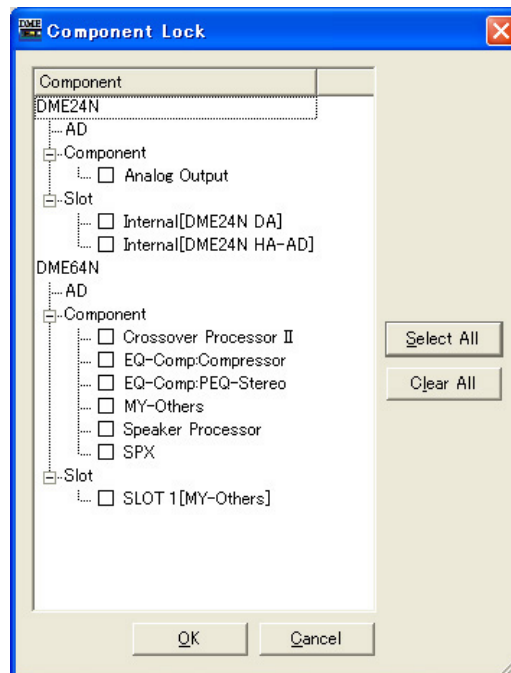 DME
Component Lock
Component
DME24N
AD
Component
Analog Output
Slot
Internal[DME24N DA]
Internal[DME24N HA-AD]
DME64N
AD
Component
Crossover Processor II
EQ-Comp:Compressor
EQ-Comp:PEQ-Stereo
MY-Others
Speaker Processor
SPX
Slot
SLOT 1[MY-Others]
Select All
Clear All
OK
Cancel